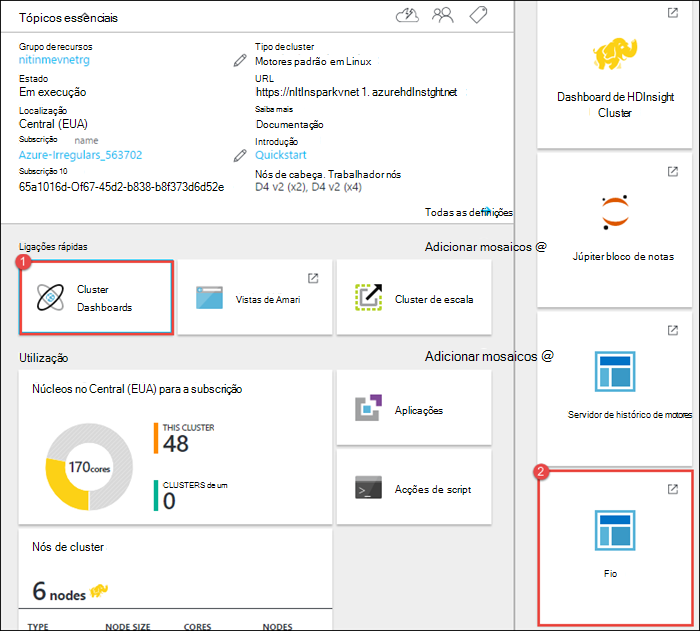 Tópicos essenciais
Grupo de recursos
nitinmevnetrg
Estado
Em execução
Localização
Central (EUA)
Subscrição name
Azure-Irregulars_563702
Subscrição 10
65a1016d-Of67-45d2-b838-b8f373d6d52e
Tipo de cluster
Motores padrão em Linux
URL
https://nltlnsparkvnet 1. azurehdlnstght.net
Saiba mais
Documentação
Introdução
Quickstart
Nós de cabeça. Trabalhador nós
D4 v2 (x2), D4 v2 (x4)
Todas as definições
Ligações rápidas
Adicionar mosaicos @
1
Cluster
Dashboards
Vistas de Amari
Cluster de escala
Utilização
Adicionar mosaicos @
Núcleos no Central (EUA) para a subscrição
170 cores
THIS CLUSTER
48
CLUSTERS de um
0
Aplicações
Acções de script
Nós de cluster
6 nodes
TYPE NODE SIZE CORES NODES
Dashboard de HDInsight
Cluster
Júpiter bloco de notas
Servidor de histórico de motores
2
Fio